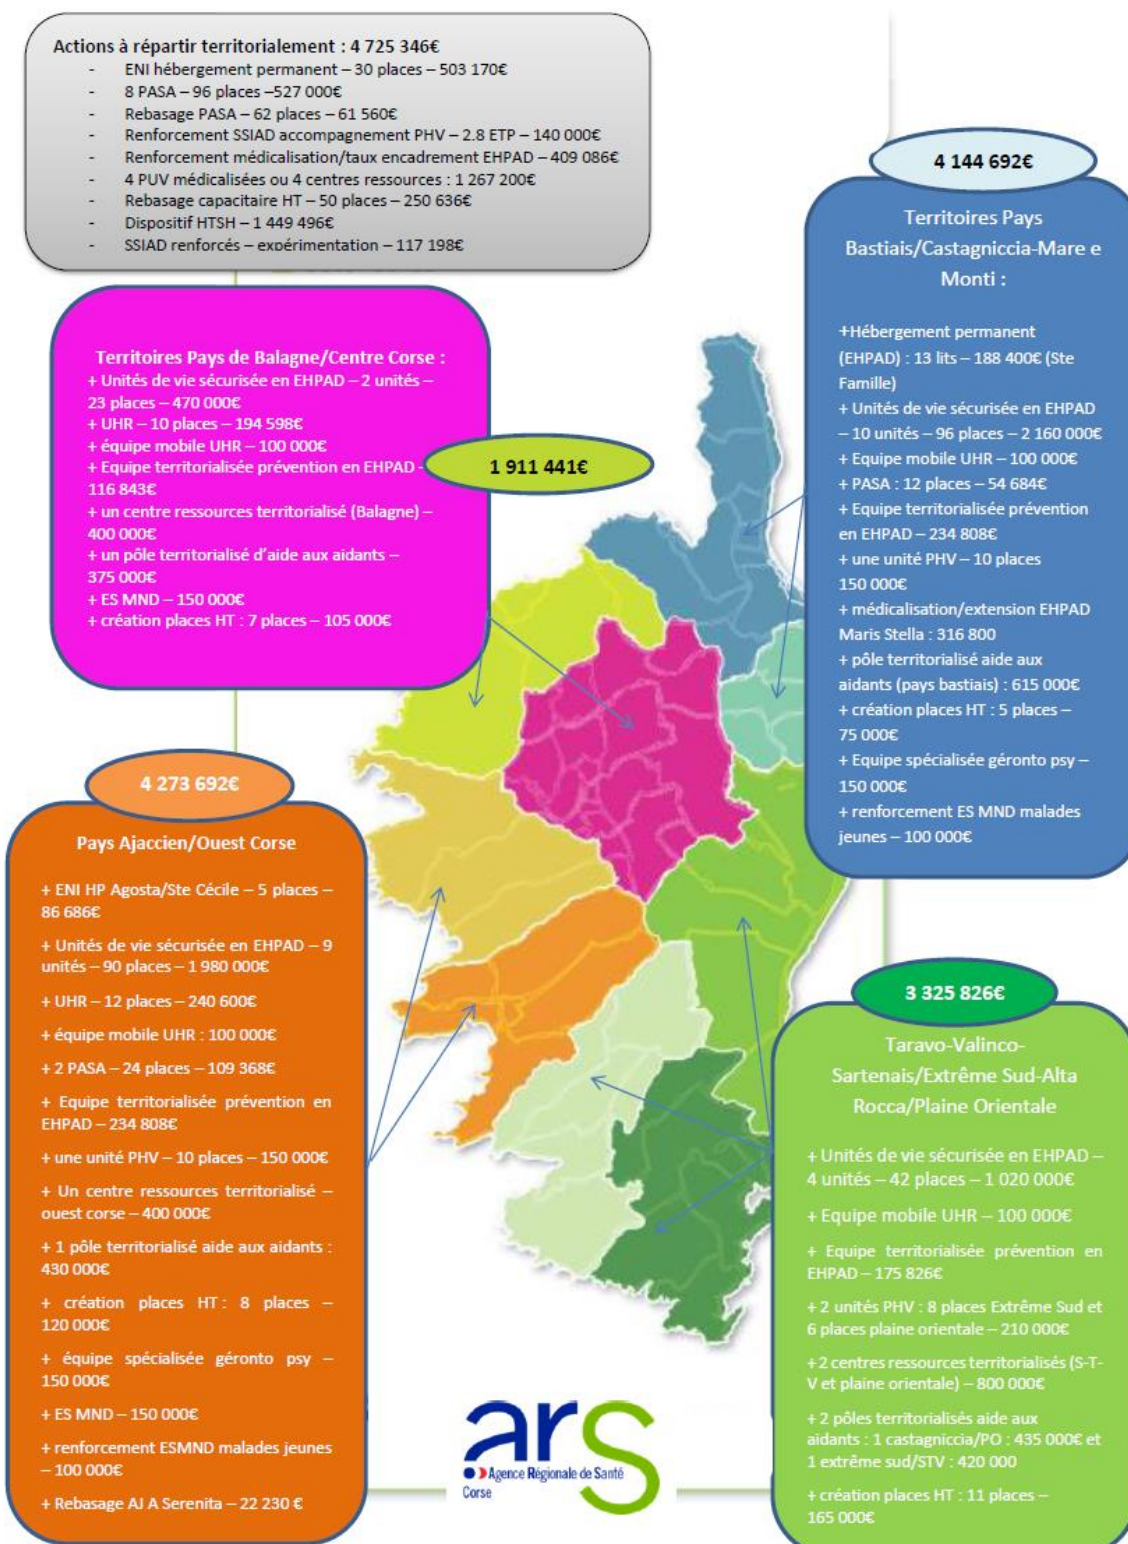 Actions à répartir territorialement : 4 725 346€
- ENI hébergement permanent – 30 places – 503 170€
- 8 PASA – 96 places –527 000€
- Rebasage PASA – 62 places – 61 560€
- Renforcement SSIAD accompagnement PHV – 2.8 ETP – 140 000€
- Renforcement médicalisation/taux encadrement EHPAD – 409 086€
- 4 PUV médicalisées ou 4 centres ressources : 1 267 200€
- Rebasage capacitaire HT – 50 places – 250 636€
- Dispositif HTSH – 1 449 496€
- SSIAD renforcés – expérimentation – 117 198€
4 144 692€
Territoires Pays
Bastiais/Castagniccia-Mare e
Monti :
+Hébergement permanent
(EHPAD) : 13 lits – 188 400€ (Ste
Famille)
+ Unités de vie sécurisée en EHPAD
– 10 unités – 96 places – 2 160 000€
+ Equipe mobile UHR – 100 000€
+ PASA : 12 places – 54 684€
+ Equipe territorialisée prévention
en EHPAD – 234 808€
+ une unité PHV – 10 places
150 000€
+ médicalisation/extension EHPAD
Maris Stella : 316 800
+ pôle territorialisé aide aux
aidants (pays bastiais) : 615 000€
+ création places HT : 5 places –
75 000€
+ Equipe spécialisée géronto psy –
150 000€
+ renforcement ES MND malades
jeunes – 100 000€
Territoires Pays de Balagne/Centre Corse :
+ Unités de vie sécurisée en EHPAD – 2 unités –
23 places – 470 000€
+ UHR – 10 places – 194 598€
+ équipe mobile UHR – 100 000€
+ Equipe territorialisée prévention en EHPAD -
116 843€
+ un centre ressources territorialisé (Balagne) –
400 000€
+ un pôle territorialisé d'aide aux aidants –
375 000€
+ ES MND – 150 000€
+ création places HT : 7 places – 105 000€
1 911 441€
4 273 692€
Pays Ajaccien/Ouest Corse
+ ENI HP Agosta/Ste Cécile – 5 places –
86 686€
+ Unités de vie sécurisée en EHPAD – 9
unités – 90 places – 1 980 000€
+ UHR – 12 places – 240 600€
+ équipe mobile UHR : 100 000€
+ 2 PASA – 24 places – 109 368€
+ Equipe territorialisée prévention en
EHPAD – 234 808€
+ une unité PHV – 10 places – 150 000€
+ Un centre ressources territorialisé –
ouest corse – 400 000€
+ 1 pôle territorialisé aide aux aidants :
430 000€
+ création places HT : 8 places –
120 000€
+ équipe spécialisée géronto psy –
150 000€
+ ES MND – 150 000€
+ renforcement ESMND malades jeunes
– 100 000€
+ Rebasage AJ A Serenita – 22 230 €
3 325 826€
Taravo-Valinco-
Sartenais/Extrême Sud-Alta
Rocca/Plaine Orientale
+ Unités de vie sécurisée en EHPAD –
4 unités – 42 places – 1 020 000€
+ Equipe mobile UHR – 100 000€
+ Equipe territorialisée prévention en
EHPAD – 175 826€
+ 2 unités PHV : 8 places Extrême Sud et
6 places plaine orientale – 210 000€
+ 2 centres ressources territorialisés (S-T-
V et plaine orientale) – 800 000€
+ 2 pôles territorialisés aide aux
aidants : 1 castagniccia/PO : 435 000€ et
1 extrême sud/STV : 420 000
+ création places HT : 11 places –
165 000€
ars
Agence Régionale de Santé
Corse